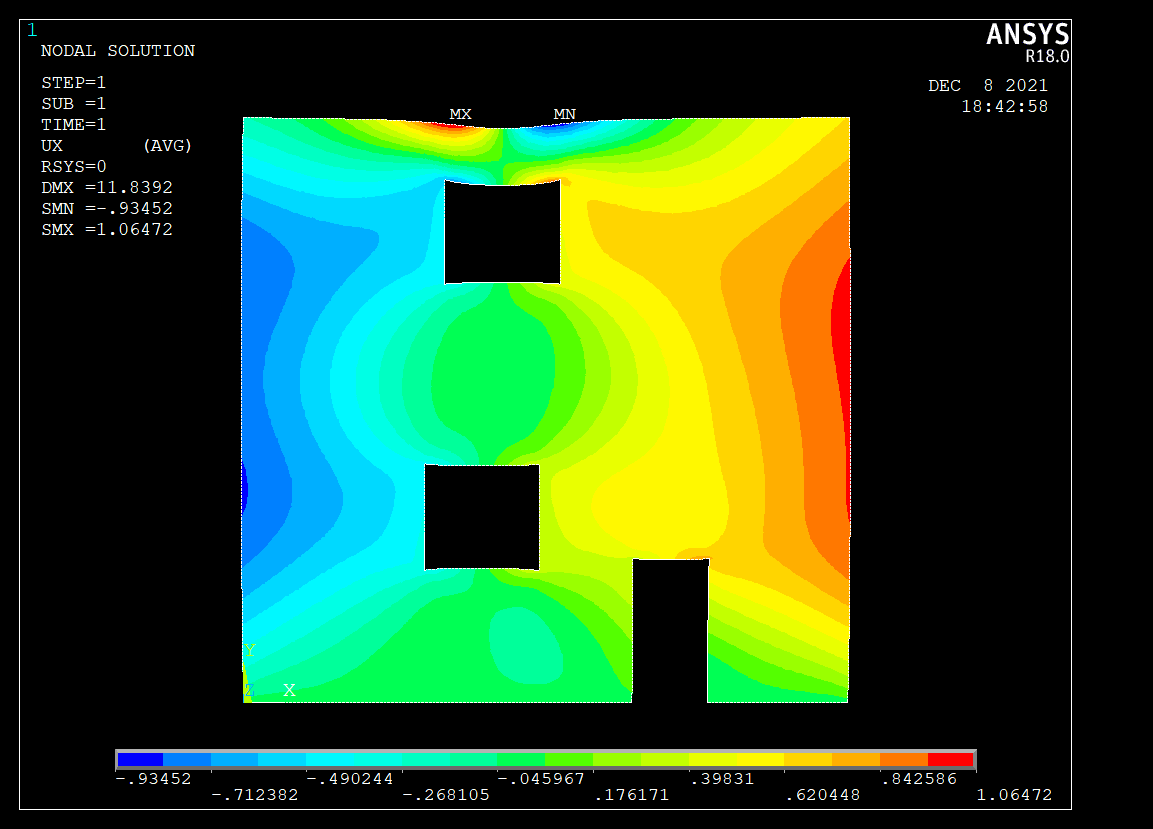 1
ANSYS
R18.0
NODAL SOLUTION
DEC  8 2021
18:42:58
STEP=1
SUB =1
TIME=1
UX       (AVG)
RSYS=0
DMX =11.8392
SMN =-.93452
SMX =1.06472
MX
MN
Y
Z
X
-.93452
-.490244
-.045967
.39831
.842586
-.712382
-.268105
.176171
.620448
1.06472